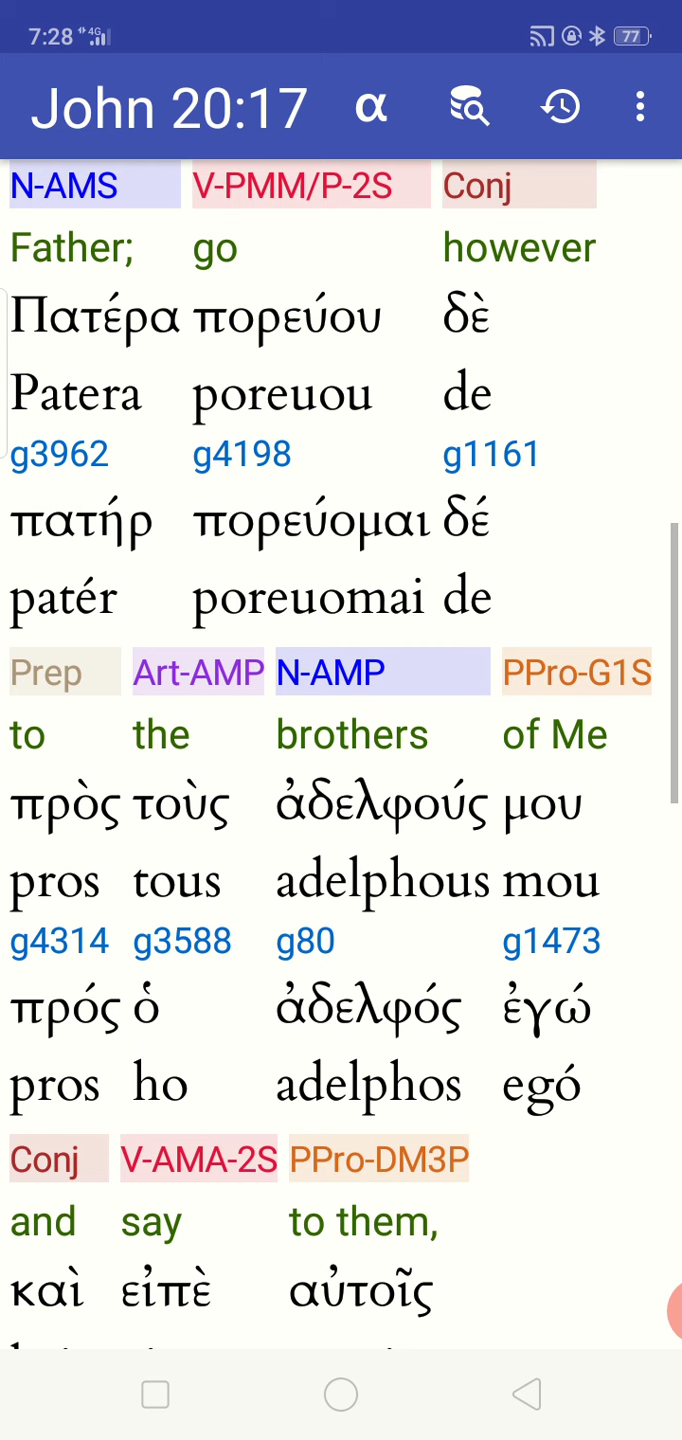 7:28 4G 77
John 20:17 α
N-AMS V-PMM/P-2S Conj
Father; go however
Πατέρα πορεύου δὲ
Patera poreuou de
g3962 g4198 g1161
πατήρ πορεύομαι δέ
patér poreuomai de
Prep Art-AMP N-AMP PPro-G1S
to the brothers of Me
πρὸς τοὺς ἀδελφούς μου
pros tous adelphous mou
g4314 g3588 g80 g1473
πρός ὁ ἀδελφός ἐγώ
pros ho adelphos egó
Conj V-AMA-2S PPro-DM3P
and say to them,
καὶ εἰπὲ αὐτοῖς